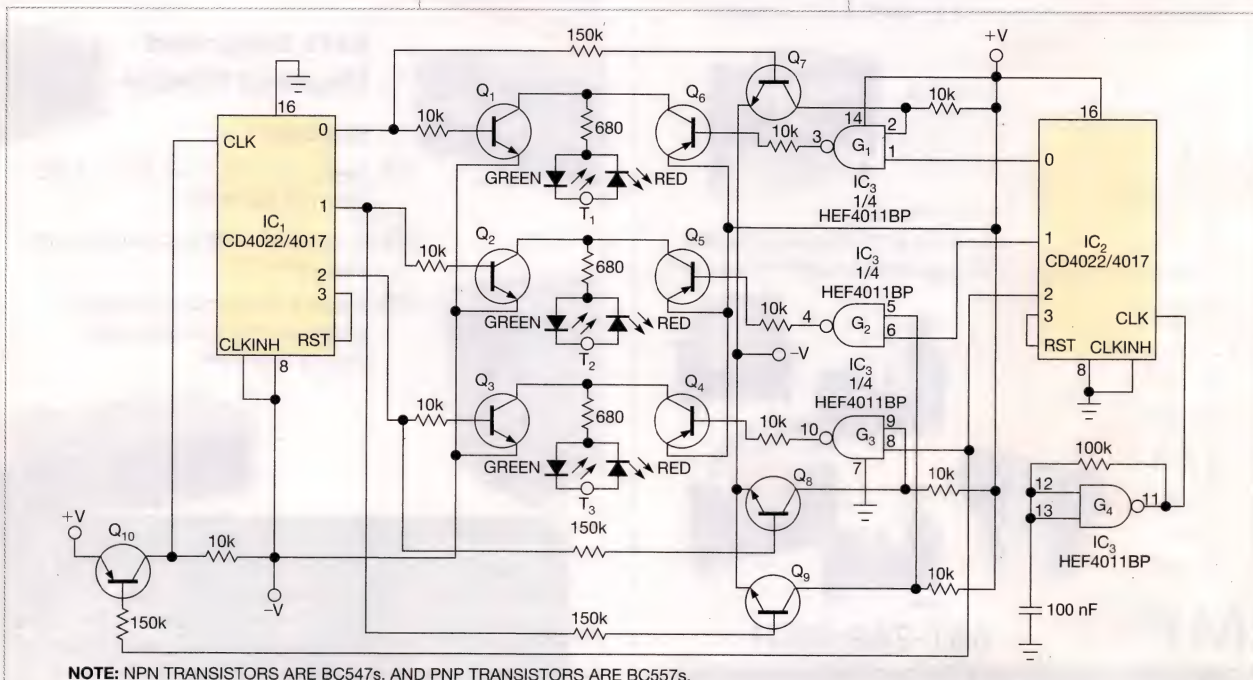 150k
+V
Q7
16
Q1
Q6
10k
16
0
10k
14
2
CLK
680
10k
3
G1
1
0
GREEN
RED
IC3
1
T1
1/4
HEF4011BP
IC1
CD4022/4017
Q2
Q5
IC3
1
IC2
CD4022/4017
10k
1/4
2
680
HEF4011BP
2
3
10k
5
3
CLK
GREEN
RED
4
G2
6
RST
T2
IC3
RST
CLKINH
–V
1/4
CLKINH
8
HEF4011BP
8
Q3
Q4
10k
10k
9
100k
680
10
G3
8
GREEN
RED
7
12
T3
Q8
10k
G4
11
13
+V
Q10
150k
IC3
10k
HEF4011BP
Q9
10k
–V
150k
150k
100 nF
NOTE: NPN TRANSISTORS ARE BC547s, AND PNP TRANSISTORS ARE BC557s.